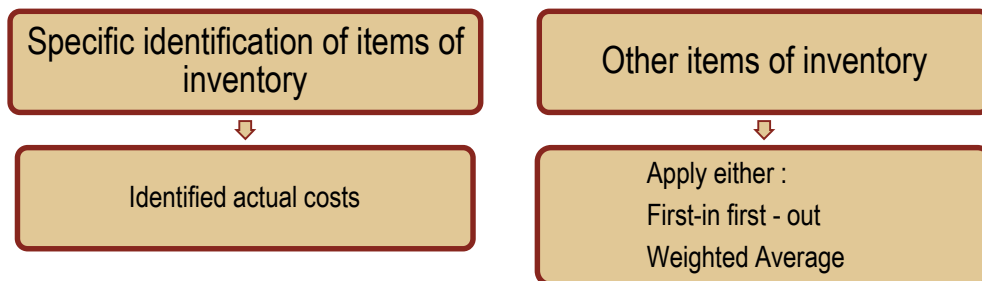 Specific identification of items of
inventory
Identified actual costs
Other items of inventory
Apply either :
First-in first - out
Weighted Average